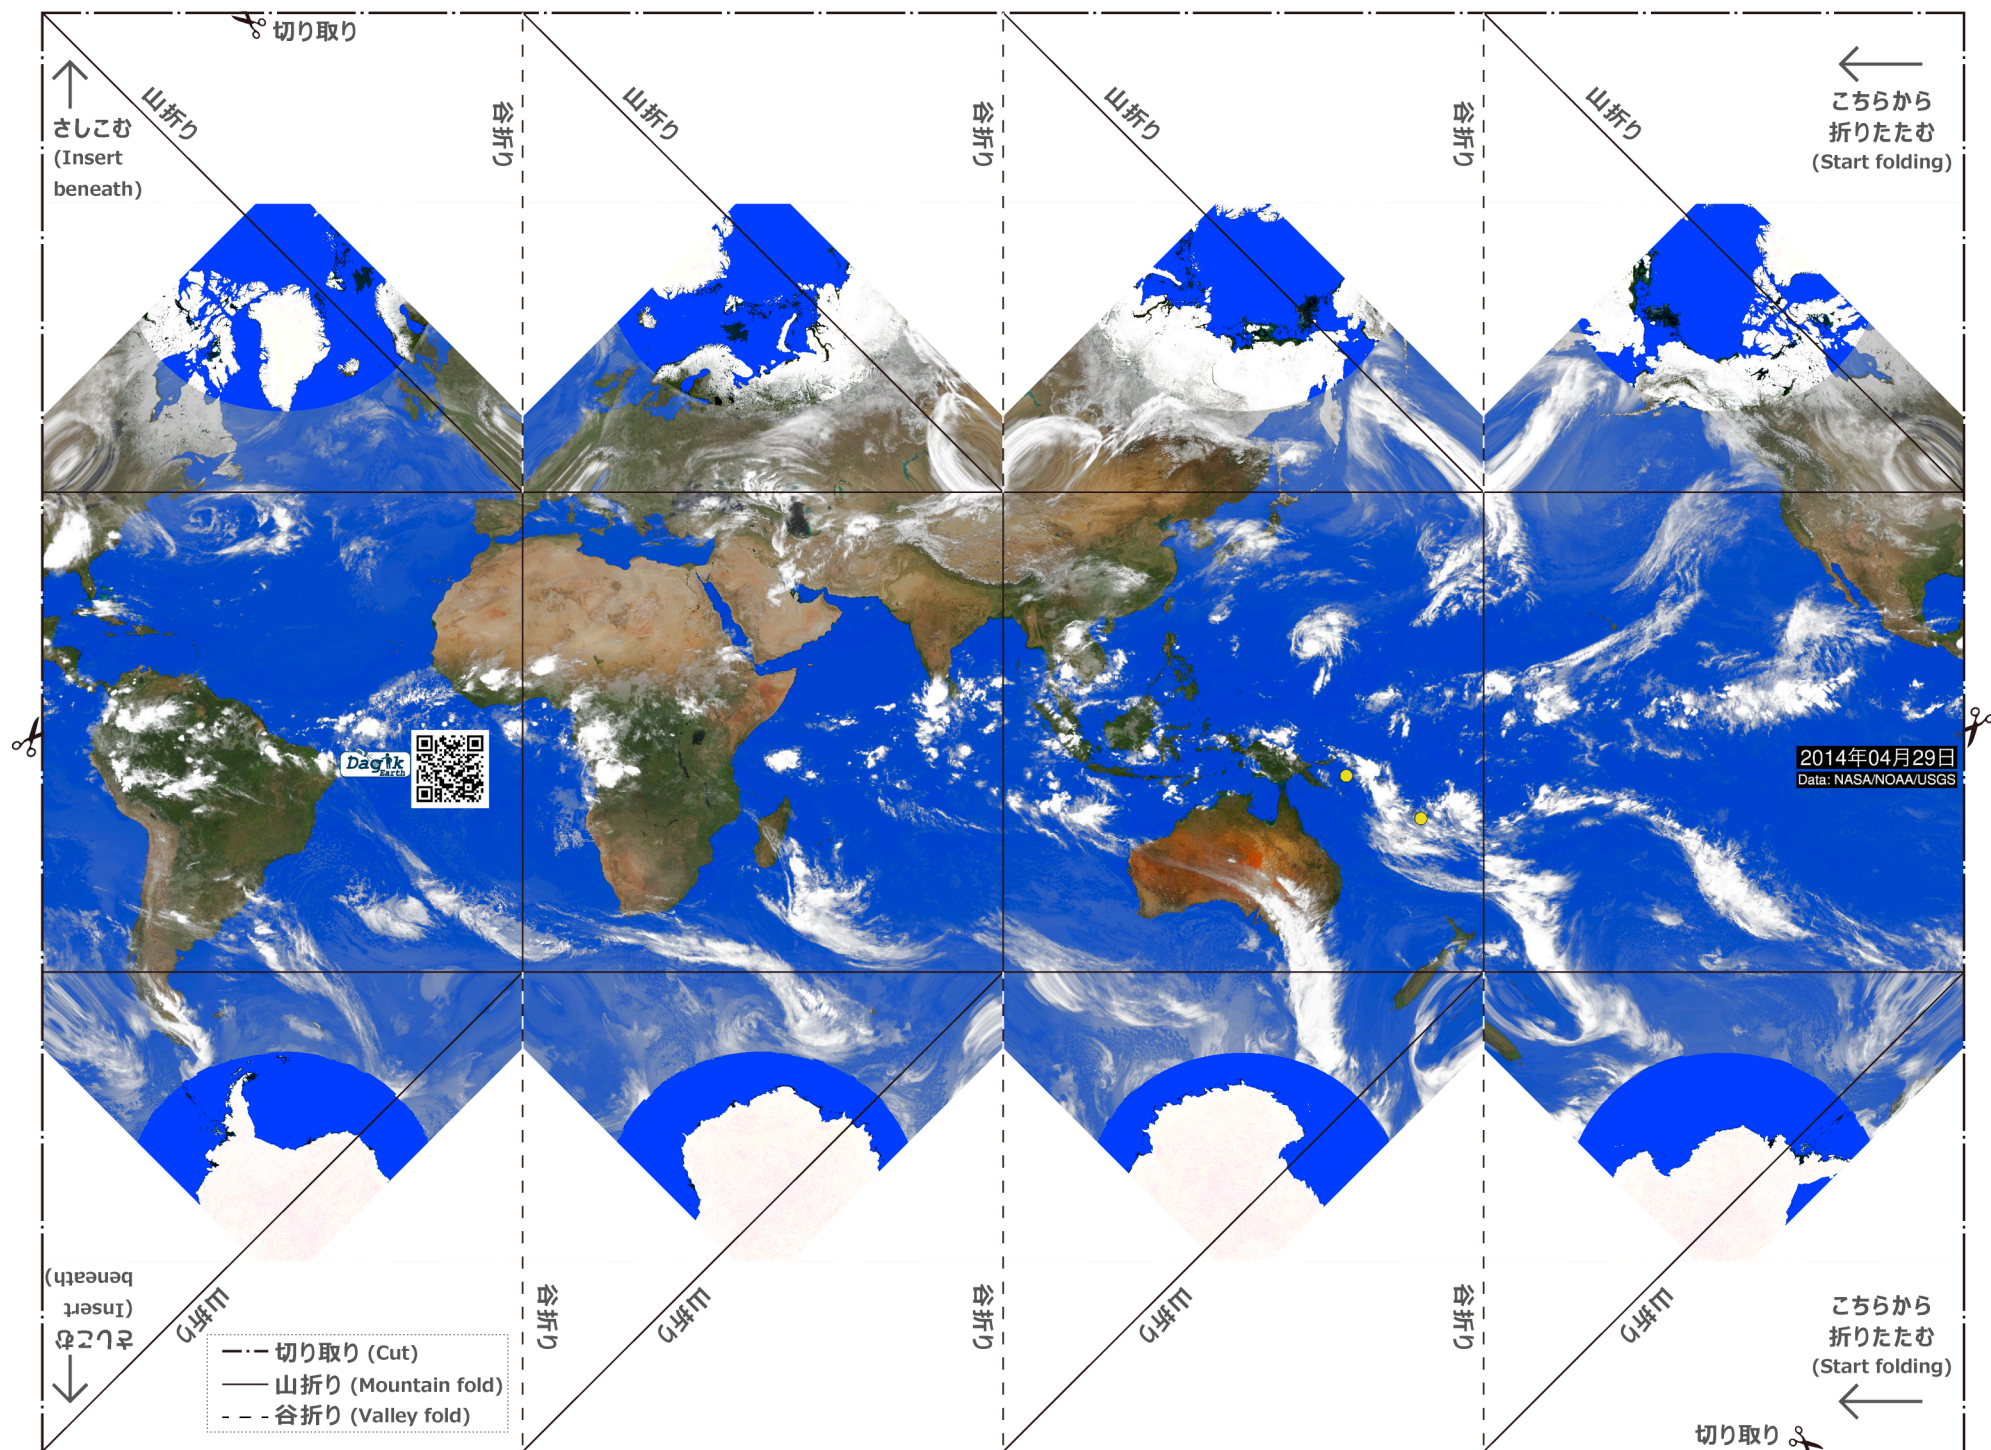 切り取り
さしこむ
(Insert
beneath)
山折り
谷折り
山折り
谷折り
山折り
谷折り
山折り
こちらから
折りたたむ
(Start folding)
Dagik
Earth
2014年04月29日
Data: NASA/NOAA/USGS
さしこむ
(Insert
beneath)
山折り
谷折り
山折り
谷折り
山折り
谷折り
山折り
こちらから
折りたたむ
(Start folding)
切り取り (Cut)
山折り (Mountain fold)
谷折り (Valley fold)
切り取り